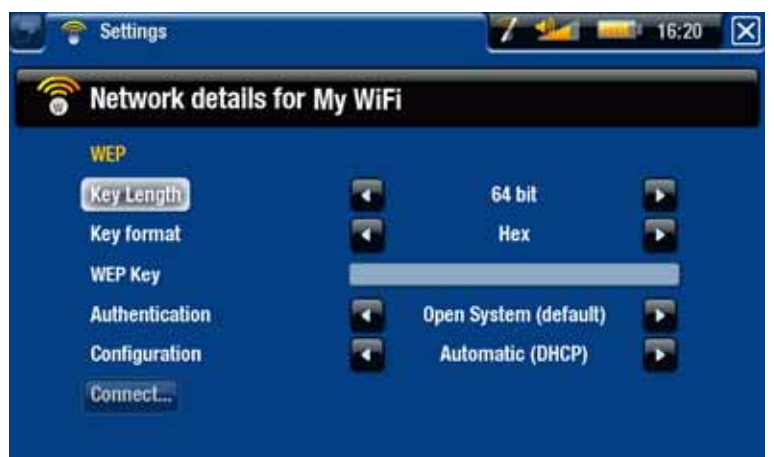 Settings 16:20
Network details for My WiFi
WEP
Key Length 64 bit
Key format Hex
WEP Key
Authentication Open System (default)
Configuration Automatic (DHCP)
Connect...